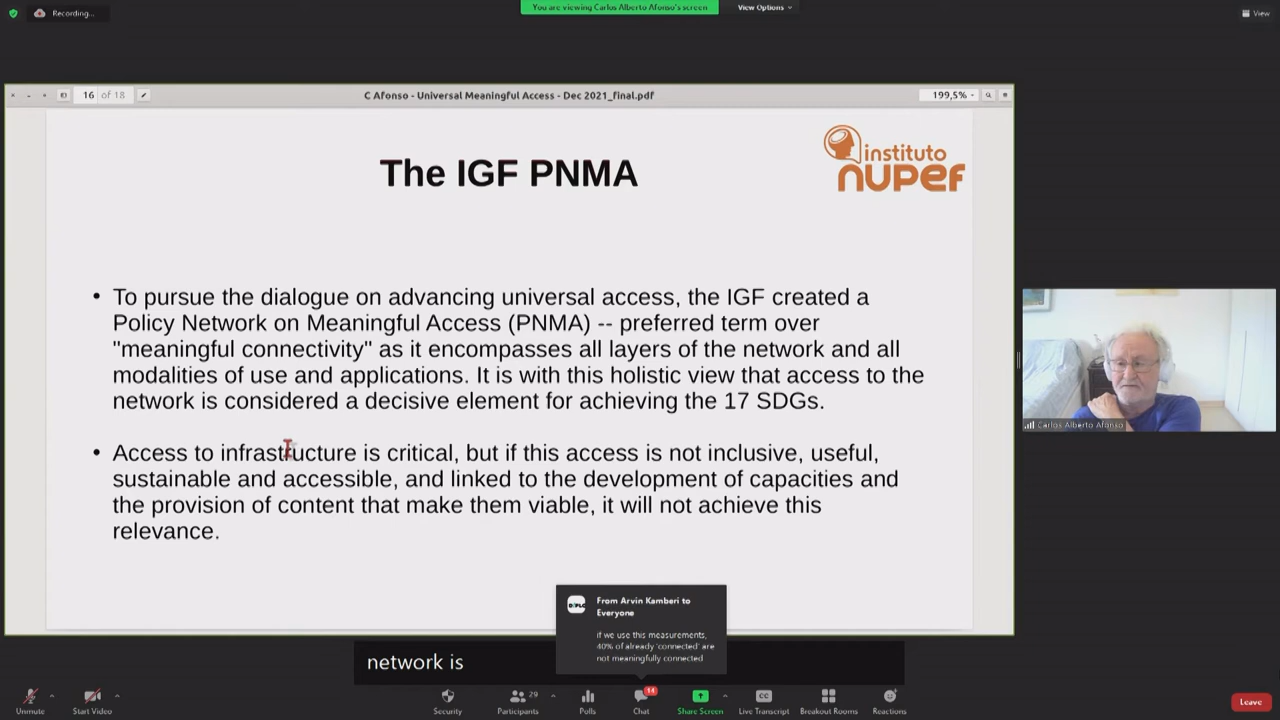 Recording...
You are viewing Carlos Alberto Afonso's screen
View Options
View
16 of 18
C Afonso - Universal Meaningful Access - Dec 2021_final.pdf
199,5%
The IGF PNMA
instituto
nupef
• To pursue the dialogue on advancing universal access, the IGF created a
Policy Network on Meaningful Access (PNMA) -- preferred term over
"meaningful connectivity" as it encompasses all layers of the network and all
modalities of use and applications. It is with this holistic view that access to the
network is considered a decisive element for achieving the 17 SDGs.
• Access to infrastructure is critical, but if this access is not inclusive, useful,
sustainable and accessible, and linked to the development of capacities and
the provision of content that make them viable, it will not achieve this
relevance.
Carlos Alberto Afonso
From Arvin Kamberi to
Everyone
if we use this measurements,
40% of already 'connected' are
not meaningfully connected
network is
Unmute
Start Video
Security
Participants
29
Polls
Chat
14
Share Screen
CC
Live Transcript
Breakout Rooms
Reactions
Leave